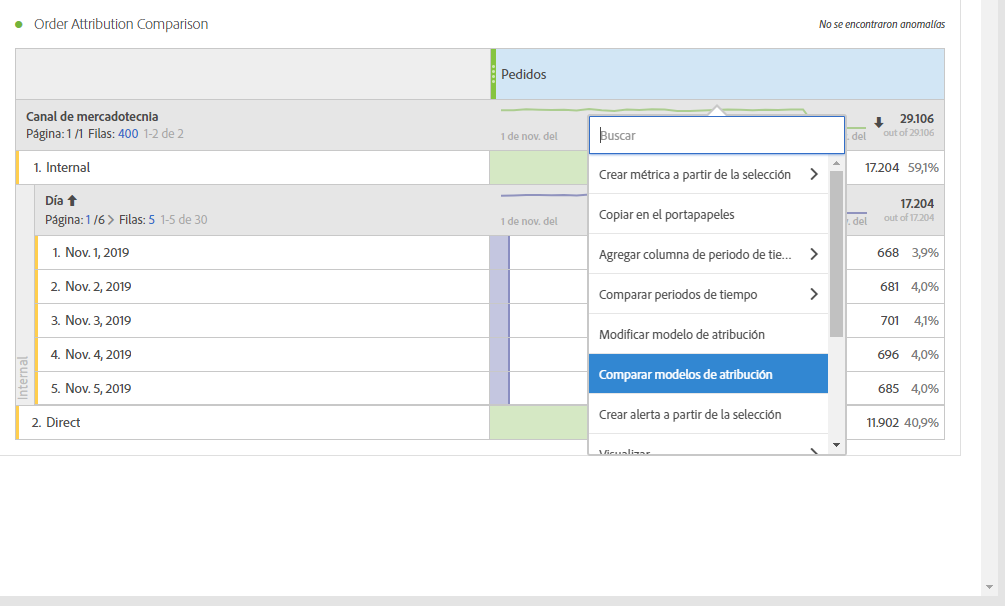 Order Attribution Comparison
No se encontraron anomalías
Pedidos
Canal de mercadotecnia
Página: 1 /1 Filas: 400 1-2 de 2
1 de nov. del
del
29.106
out of 29.106
Buscar
1. Internal
17.204 59,1%
Crear métrica a partir de la selección
Día
Página: 1 /6 Filas: 5 1-5 de 30
1 de nov. del
del
17.204
out of 17.204
Copiar en el portapapeles
1. Nov. 1, 2019
668 3,9%
Agregar columna de periodo de tie...
2. Nov. 2, 2019
681 4,0%
Comparar periodos de tiempo
3. Nov. 3, 2019
701 4,1%
Modificar modelo de atribución
4. Nov. 4, 2019
696 4,0%
Comparar modelos de atribución
5. Nov. 5, 2019
685 4,0%
Internal
Crear alerta a partir de la selección
2. Direct
11.902 40,9%
Visualizar